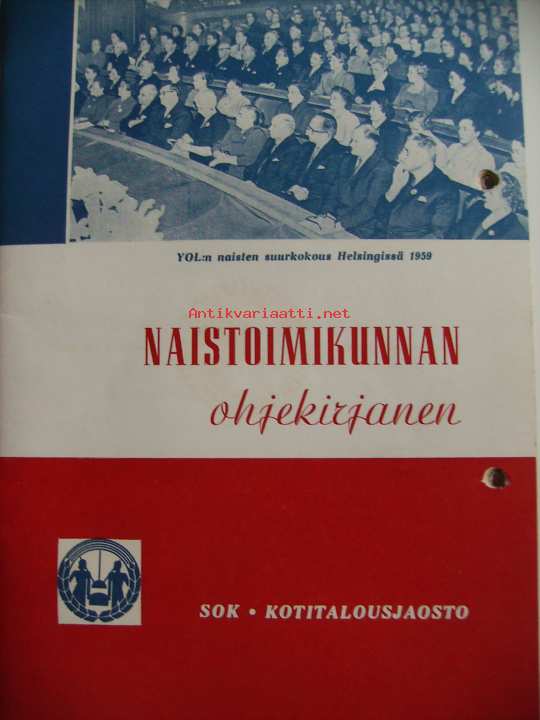 YOL:n naisten suurkokous Helsingissä 1959
Antikvariaatti.net
NAISTOIMIKUNNAN
ohjekirjanen
SOK • KOTITALOUSJAOSTO